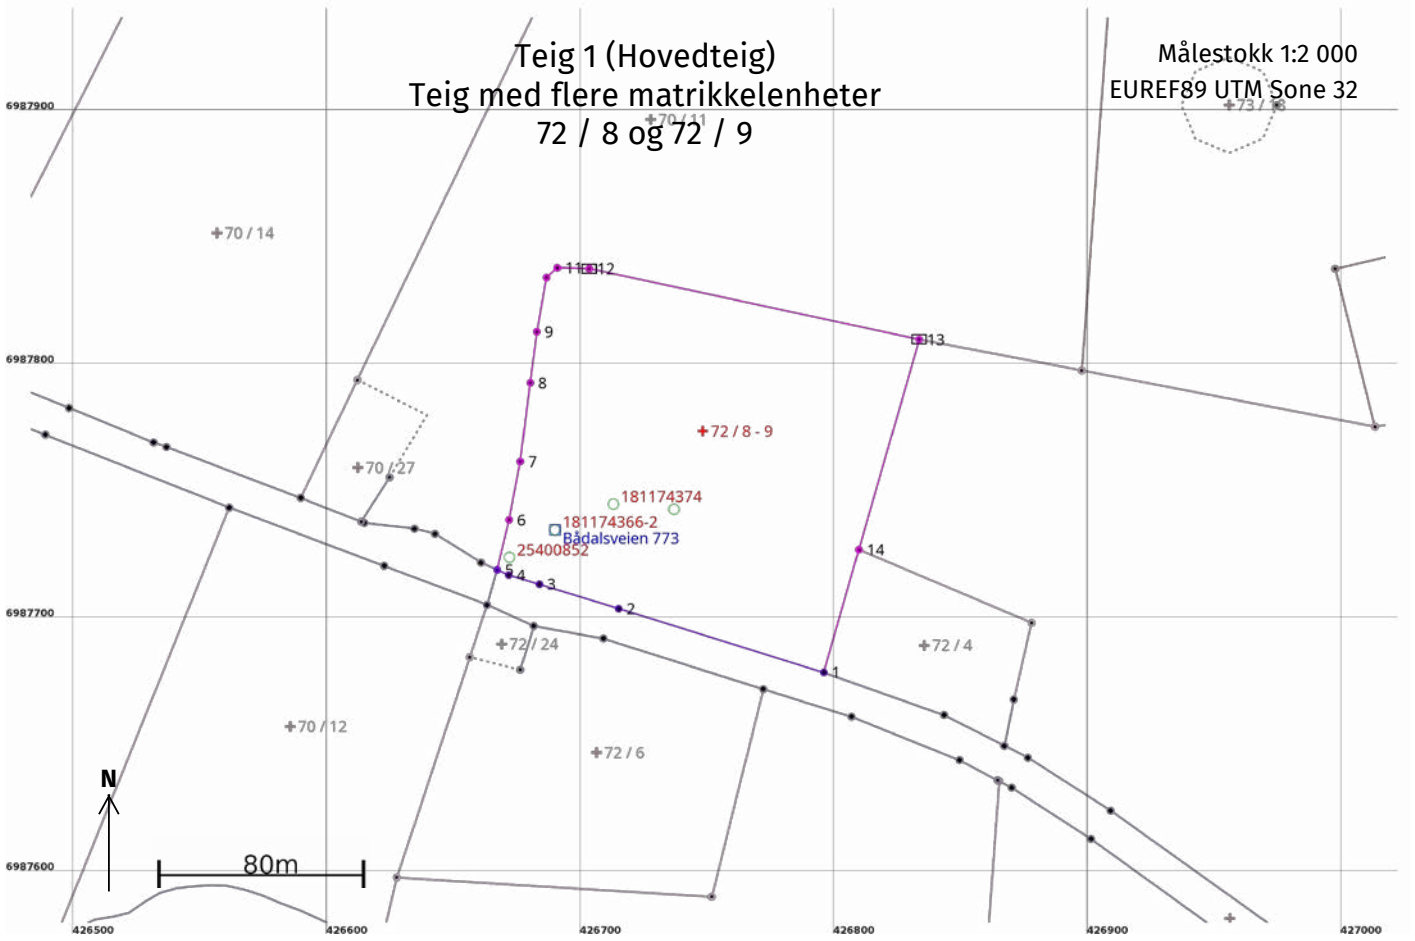 Teig 1 (Hovedteig)
Teig med flere matrikkelenheter
72 / 8 og 72 / 9
Målestokk 1:2 000
EUREF89 UTM Sone 32
6987900
+70 / 11
+73 / 18
+70 / 14
11
12
9
13
6987800
8
+72 / 8 - 9
+70 / 27
7
181174374
6
181174366-2
Bådalsveien 773
25400852
14
5
4
3
2
6987700
+72 / 24
+72 / 4
1
+70 / 12
+72 / 6
N
80m
6987600
426500
426600
426700
426800
426900
427000